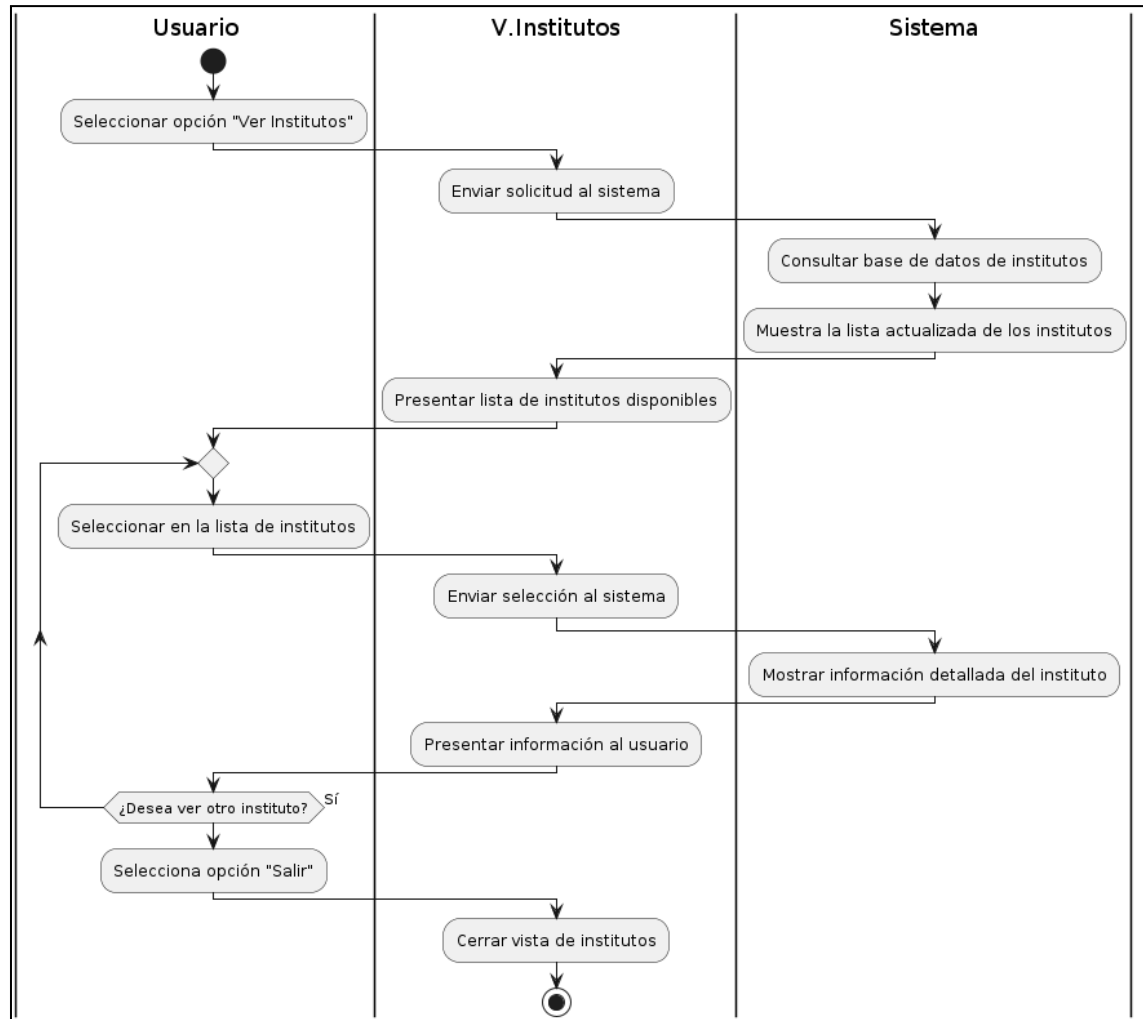 Usuario
V.Institutos
Sistema
Seleccionar opción "Ver Institutos"
Enviar solicitud al sistema
Consultar base de datos de institutos
Muestra la lista actualizada de los institutos
Presentar lista de institutos disponibles
Seleccionar en la lista de institutos
Enviar selección al sistema
Mostrar información detallada del instituto
Presentar información al usuario
¿Desea ver otro instituto?
Sí
Selecciona opción "Salir"
Cerrar vista de institutos